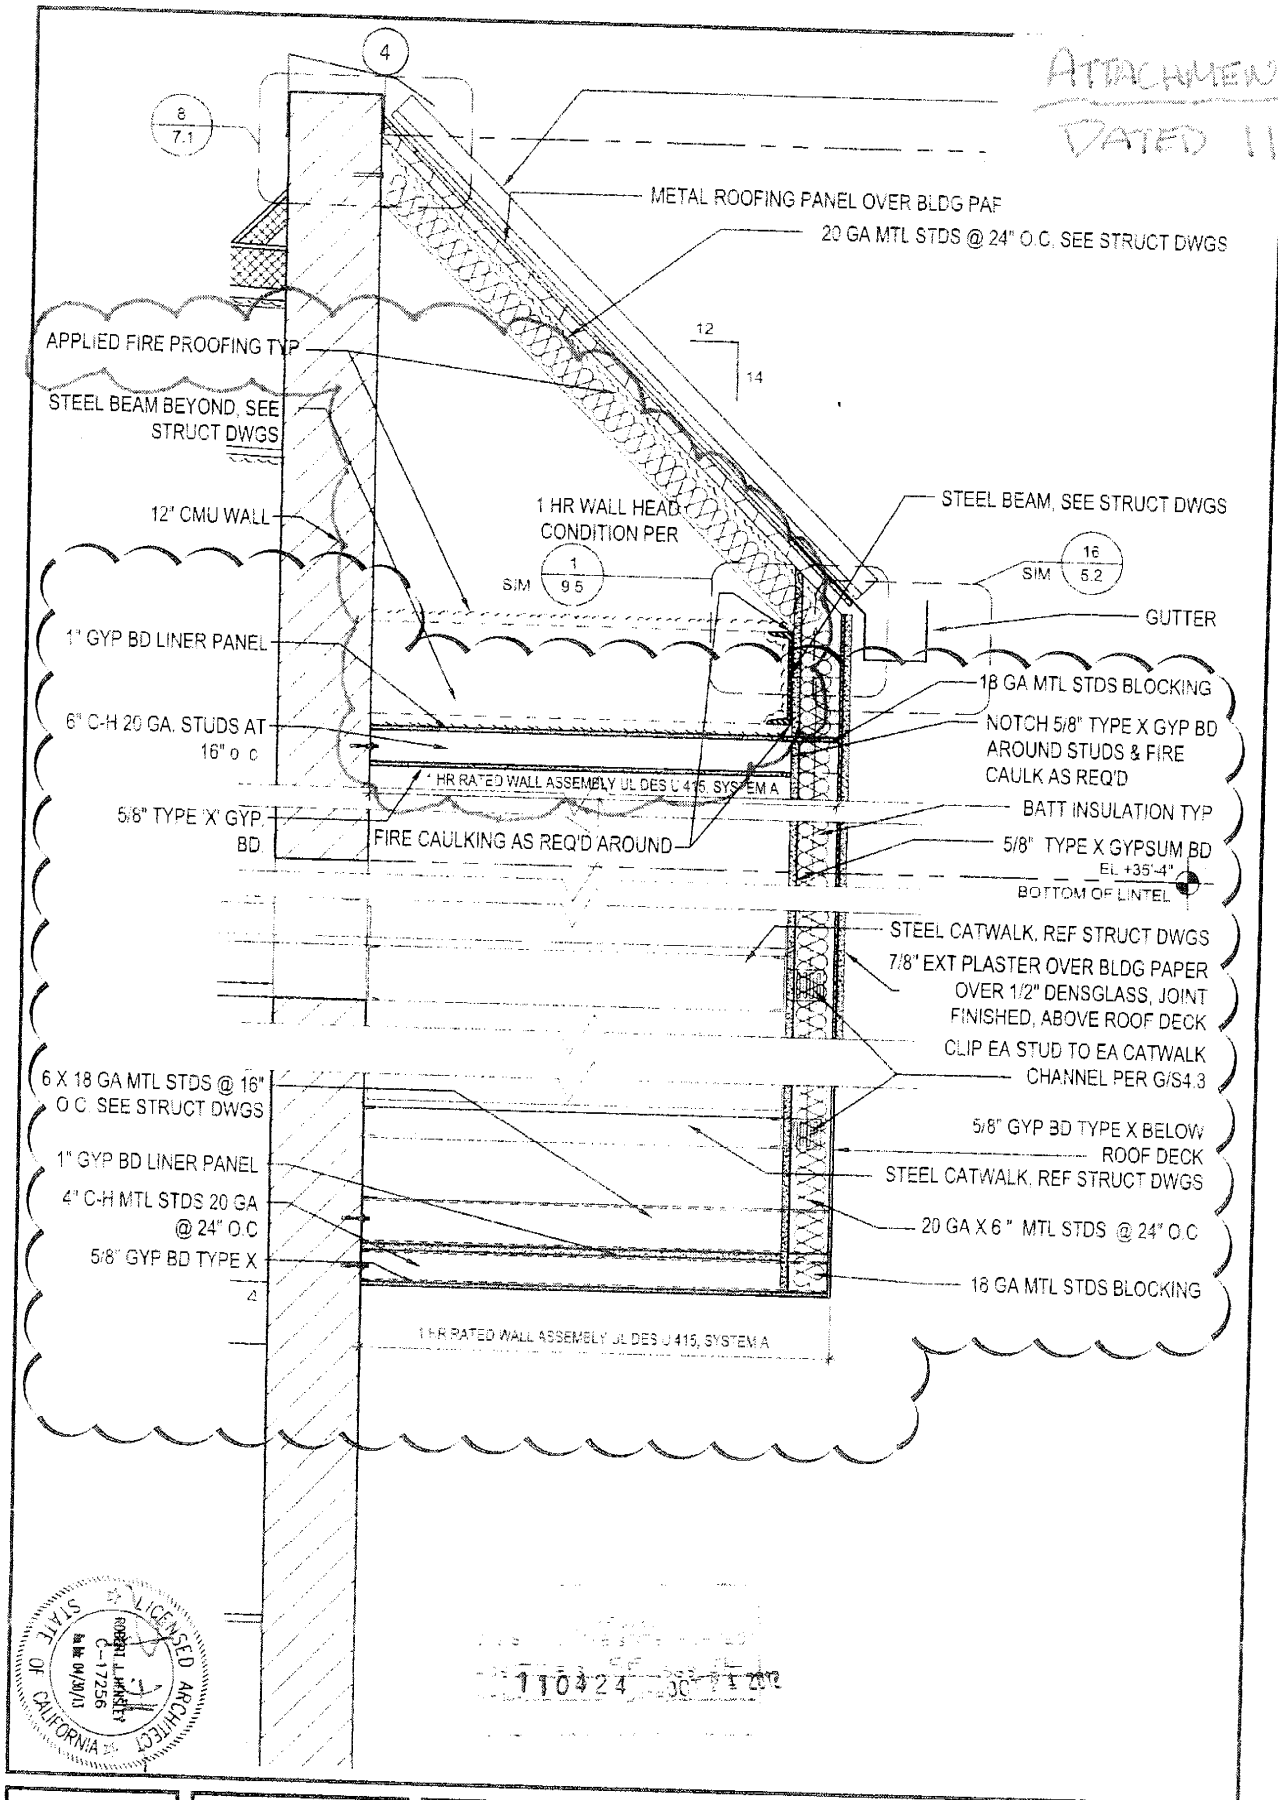 4
ATTACHMEN
DATED 11
8
7.1
METAL ROOFING PANEL OVER BLDG PAP
20 GA MTL STDS @ 24" O.C. SEE STRUCT DWGS
12
14
APPLIED FIRE PROOFING TYP
STEEL BEAM BEYOND, SEE
STRUCT DWGS
12" CMU WALL
1 HR WALL HEAD
CONDITION PER
SIM
1
9.5
STEEL BEAM, SEE STRUCT DWGS
SIM
16
5.2
GUTTER
1" GYP BD LINER PANEL
18 GA MTL STDS BLOCKING
6" C-H 20 GA. STUDS AT
16" o.c
NOTCH 5/8" TYPE X GYP BD
AROUND STUDS & FIRE
CAULK AS REQ'D
1 HR RATED WALL ASSEMBLY UL DES U 415, SYSTEM A
5/8" TYPE 'X' GYP.
BD.
FIRE CAULKING AS REQ'D AROUND
BATT INSULATION TYP
5/8" TYPE X GYPSUM BD
EL +35'-4"
BOTTOM OF LINTEL
STEEL CATWALK, REF STRUCT DWGS
7/8" EXT PLASTER OVER BLDG PAPER
OVER 1/2" DENSGLASS, JOINT
FINISHED, ABOVE ROOF DECK
CLIP EA STUD TO EA CATWALK
CHANNEL PER G/S4.3
6 X 18 GA MTL STDS @ 16"
O.C. SEE STRUCT DWGS
5/8" GYP BD TYPE X BELOW
ROOF DECK
STEEL CATWALK, REF STRUCT DWGS
1" GYP BD LINER PANEL
4" C-H MTL STDS 20 GA
@ 24" O.C
20 GA X 6" MTL STDS @ 24" O.C
5/8" GYP BD TYPE X
18 GA MTL STDS BLOCKING
4
1 HR RATED WALL ASSEMBLY UL DES U 415, SYSTEM A
LICENSED ARCHITECT
ROBERT J. HENSLEY
C-17256
04/30/13
STATE OF CALIFORNIA
110424 2012